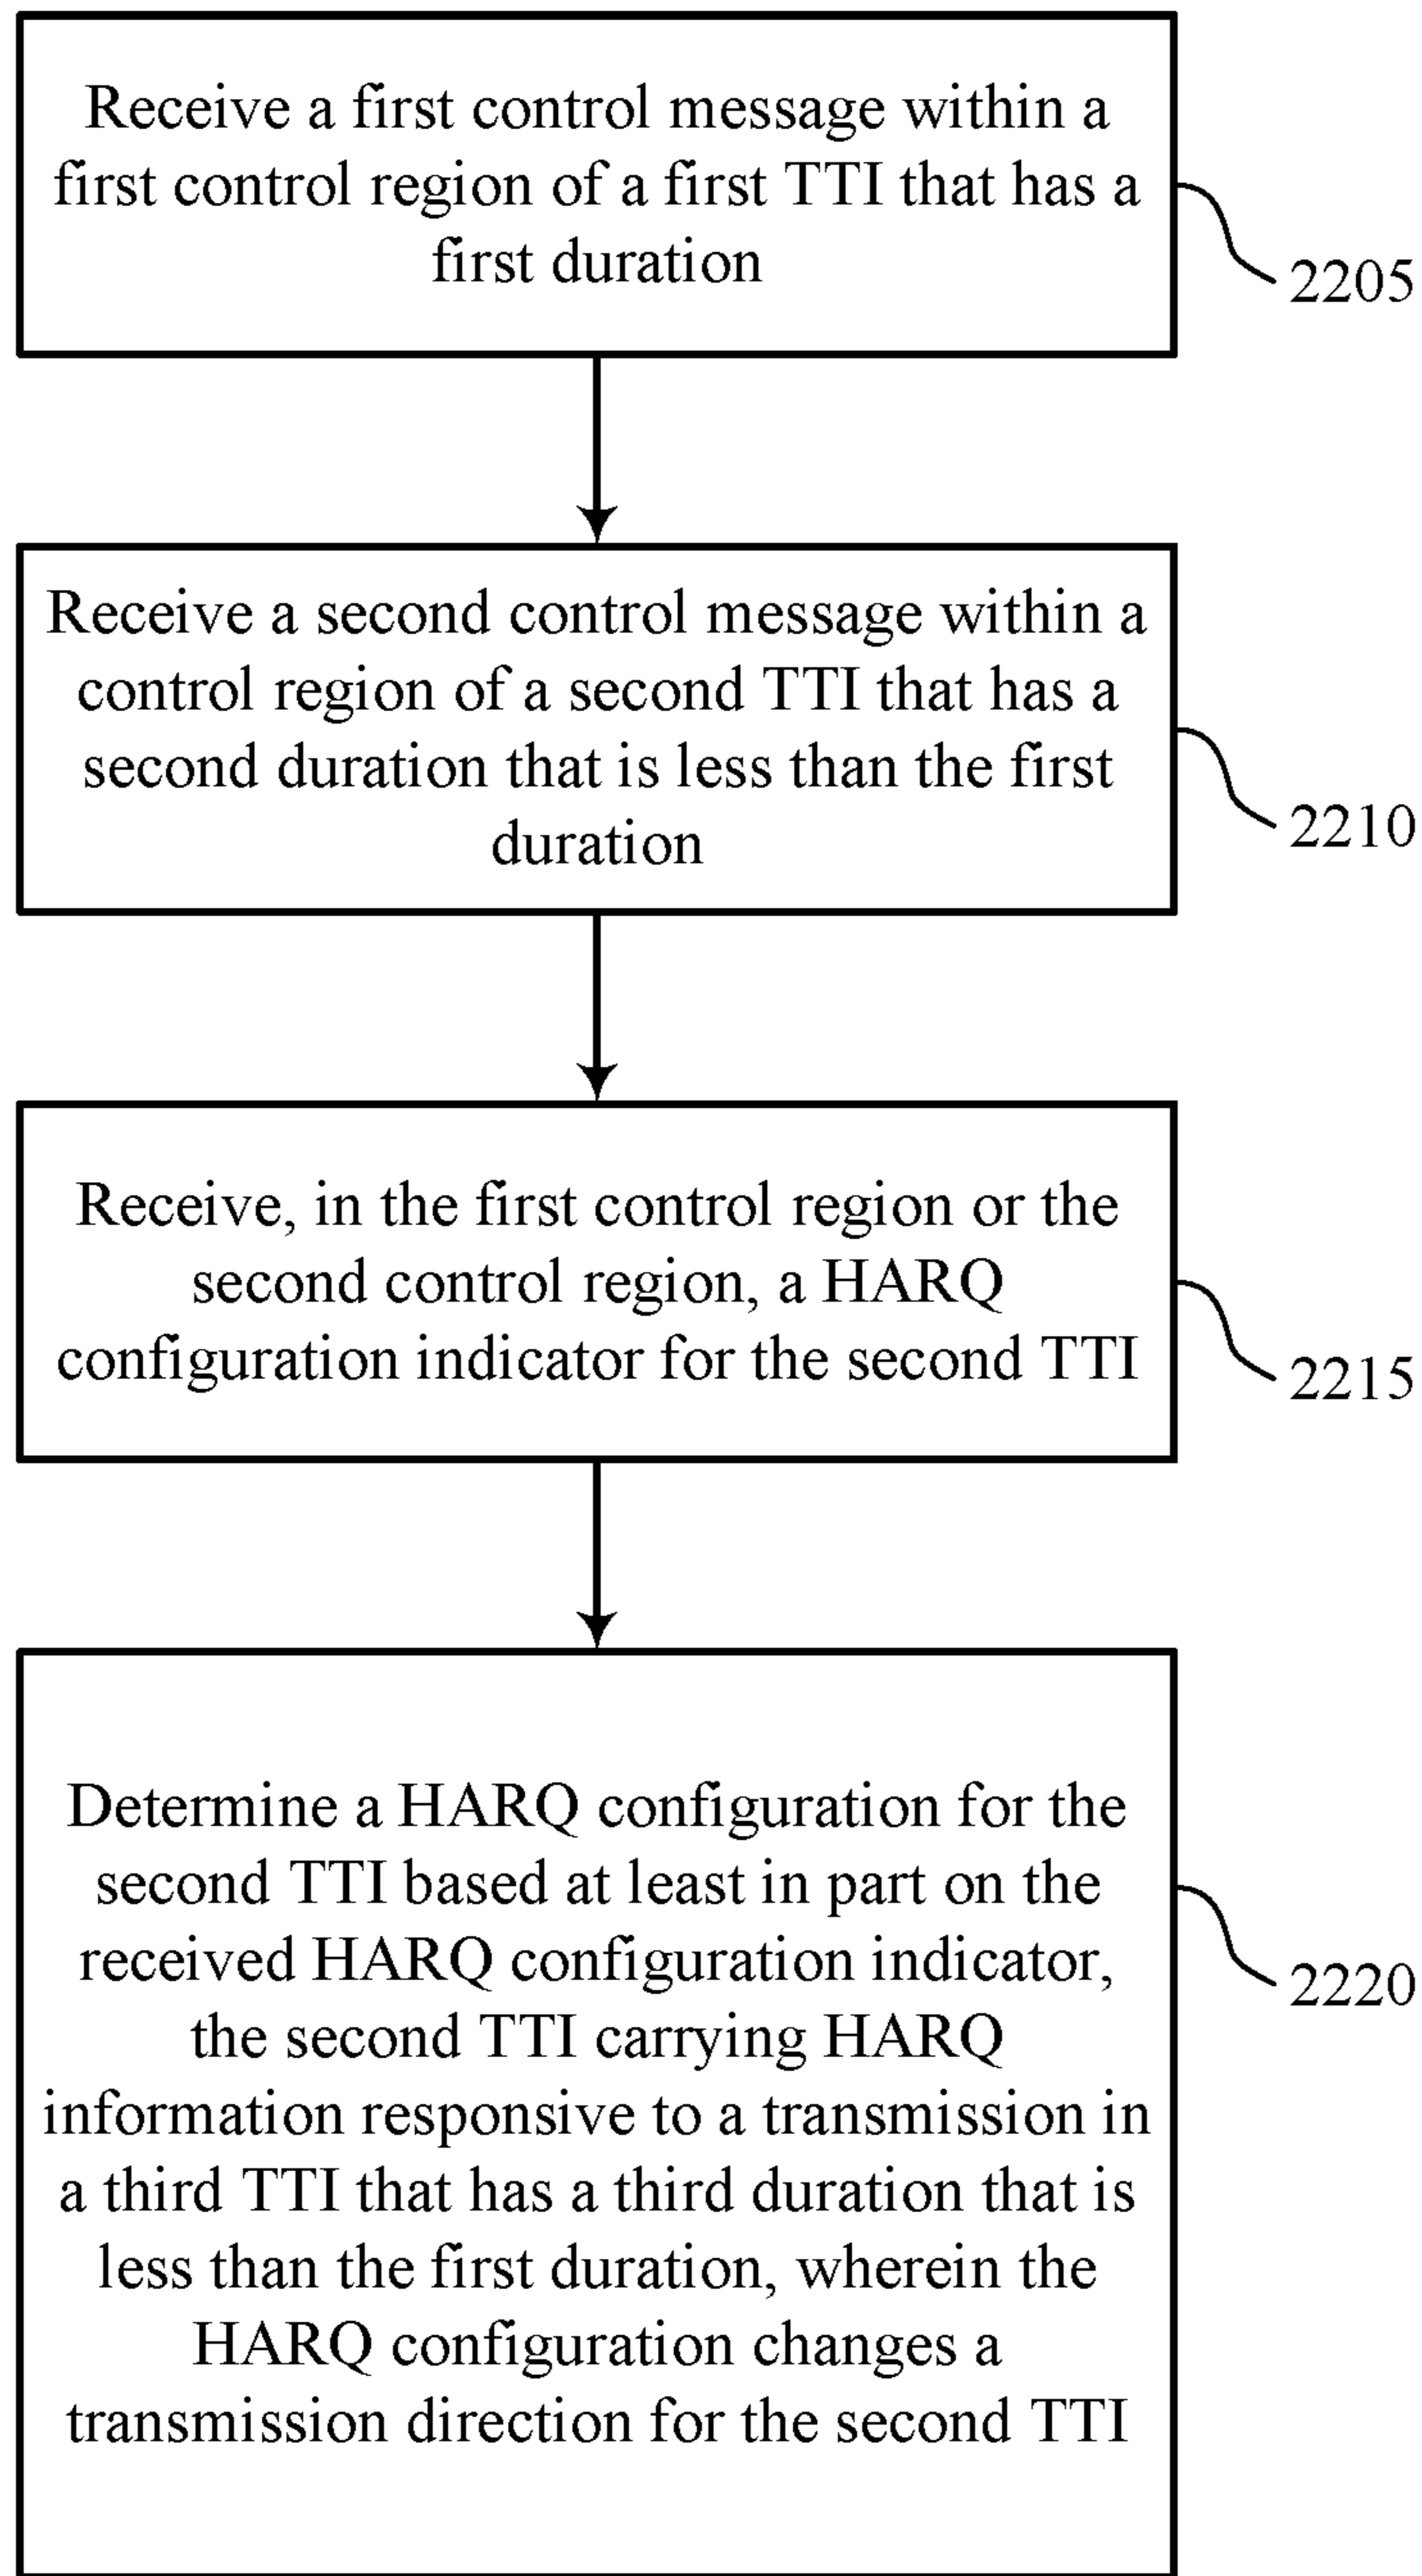 Receive a first control message within a
first control region of a first TTI that has a
first duration
2205
Receive a second control message within a
control region of a second TTI that has a
second duration that is less than the first
duration
2210
Receive, in the first control region or the
second control region, a HARQ
configuration indicator for the second TTI
2215
Determine a HARQ configuration for the
second TTI based at least in part on the
received HARQ configuration indicator,
the second TTI carrying HARQ
information responsive to a transmission in
a third TTI that has a third duration that is
less than the first duration, wherein the
HARQ configuration changes a
transmission direction for the second TTI
2220